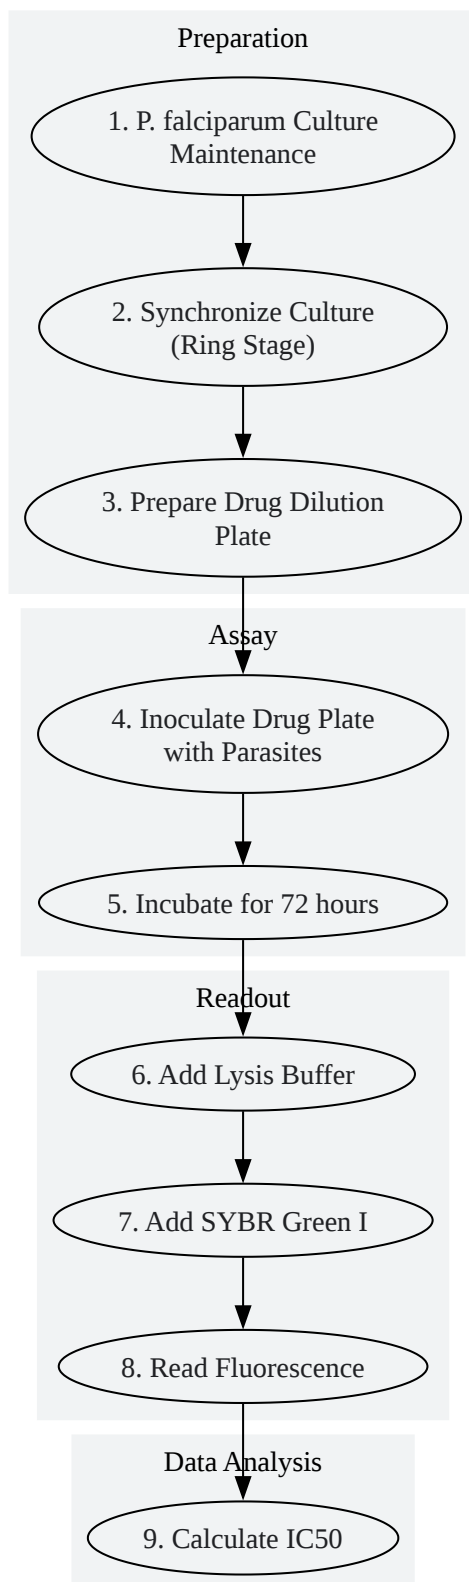 Preparation
1. P. falciparum Culture
Maintenance
2. Synchronize Culture
(Ring Stage)
3. Prepare Drug Dilution
Plate
Assay
4. Inoculate Drug Plate
with Parasites
5. Incubate for 72 hours
Readout
6. Add Lysis Buffer
7. Add SYBR Green I
8. Read Fluorescence
Data Analysis
9. Calculate IC50